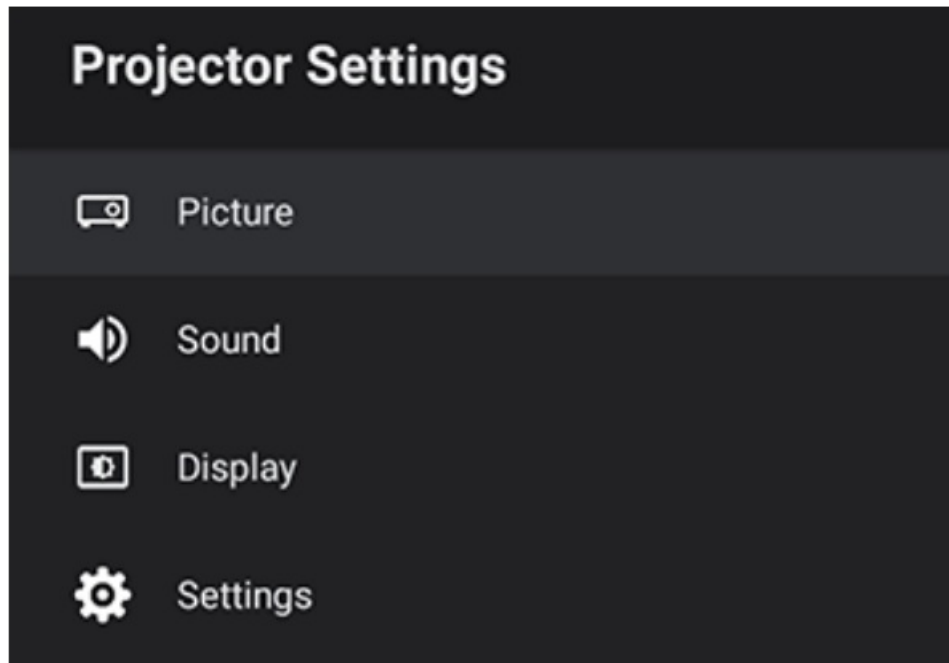 Projector Settings
Picture
Sound
Display
Settings